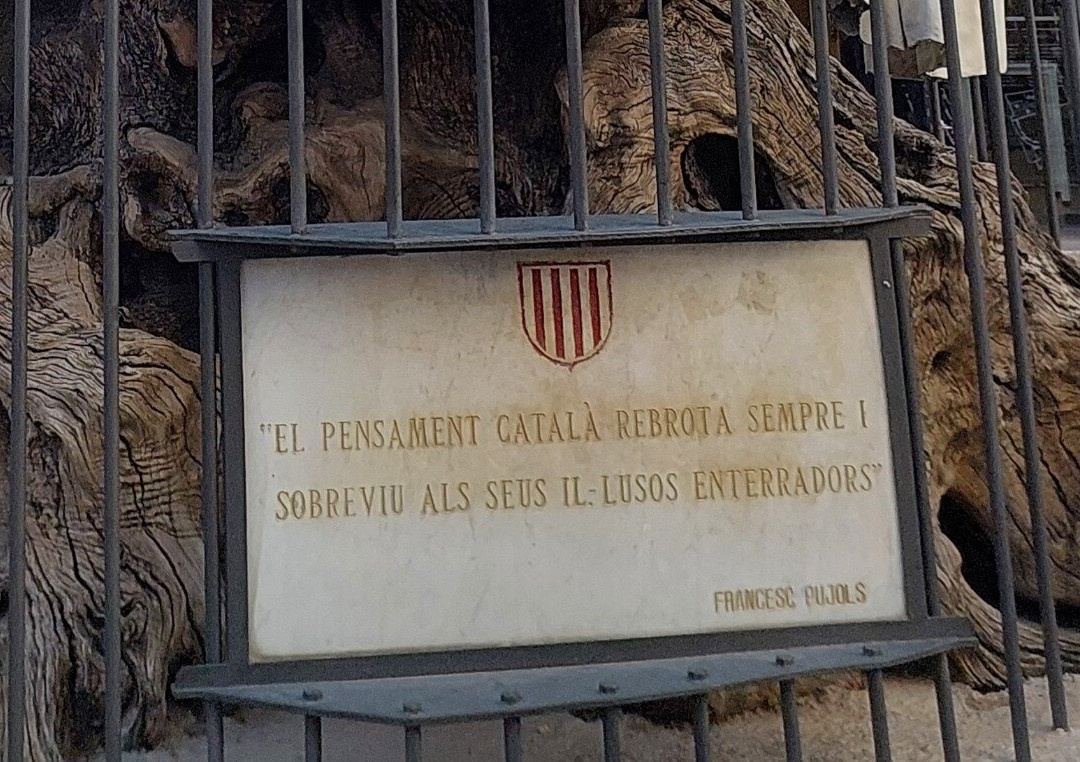 "EL PENSAMENT CATALÀ REBROTA SEMPRE I
SOBREVIU ALS SEUS IL·LUSOS ENTERRADORS"
FRANCESC PUJOLS